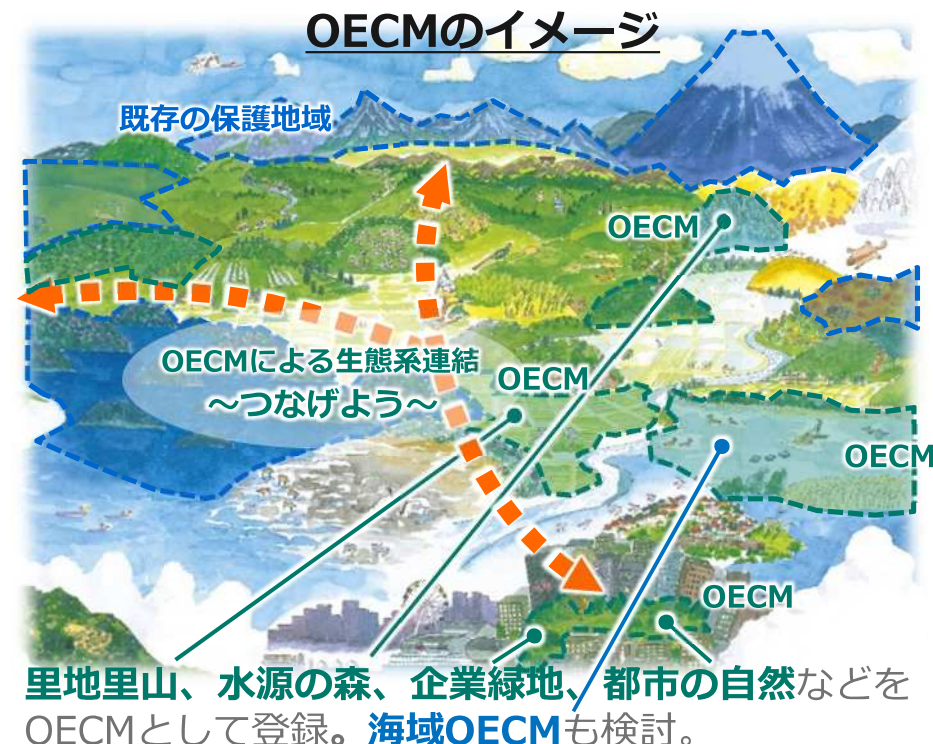 OECMのイメージ
既存の保護地域
OECM
OECMによる生態系連結
～つなげよう～
OECM
OECM
OECM
里地里山、水源の森、企業緑地、都市の自然などを
OECMとして登録。海域OECMも検討。